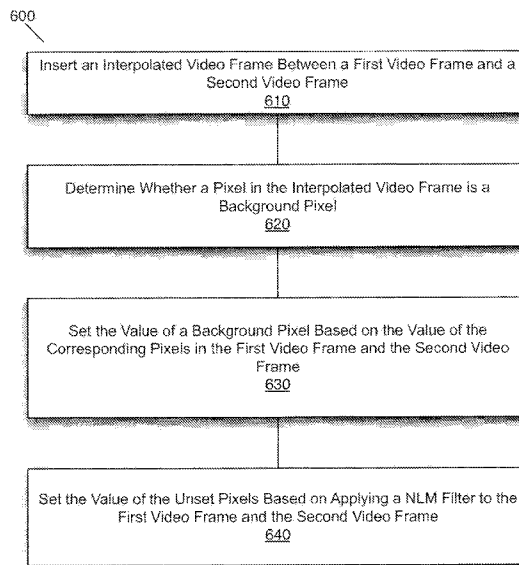 600
Insert an Interpolated Video Frame Between a First Video Frame and a
Second Video Frame
610
Determine Whether a Pixel in the Interpolated Video Frame is a
Background Pixel
620
Set the Value of a Background Pixel Based on the Value of the
Corresponding Pixels in the First Video Frame and the Second Video
Frame
630
Set the Value of the Unset Pixels Based on Applying a NLM Filter to the
First Video Frame and the Second Video Frame
640